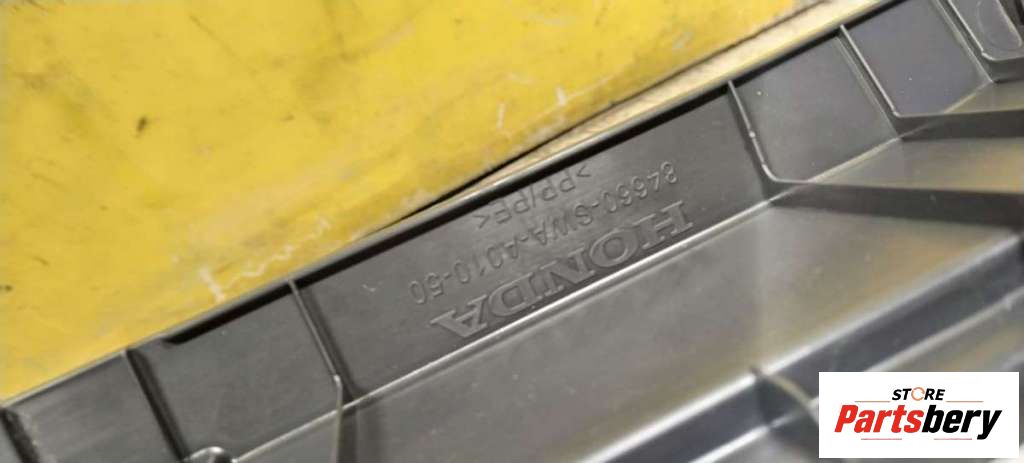 HONDA
84660-SWA-A010-50
>PP/PE<
STORE
Partsbery